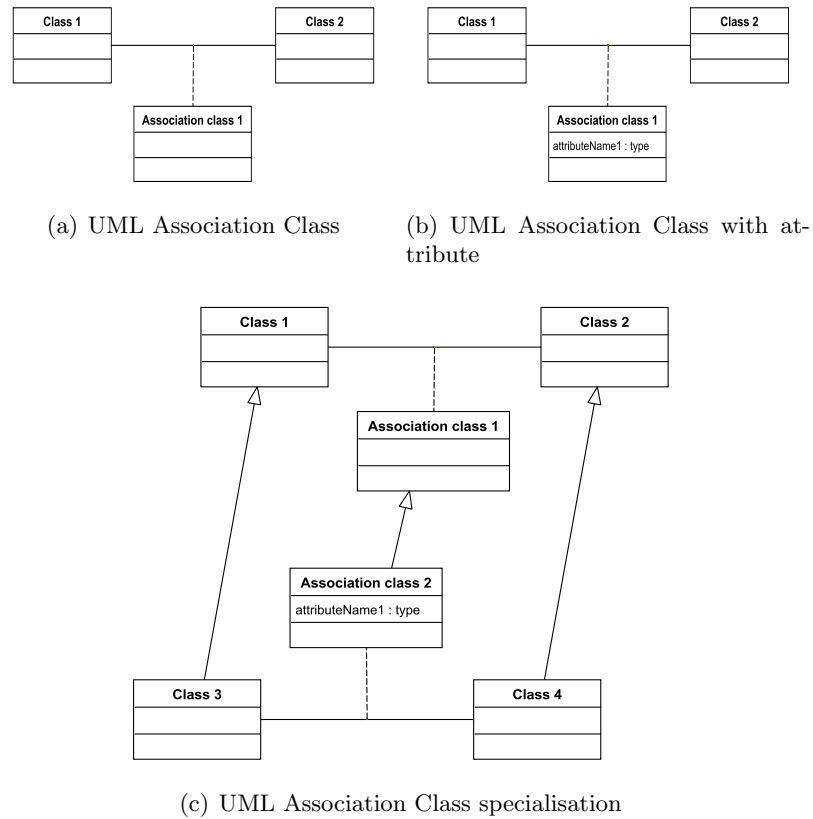 Class 1
Class 2
Association class 1
(a) UML Association Class
Class 1
Class 2
Association class 1
attributeName1 : type
(b) UML Association Class with at-
tribute
Class 1
Class 2
Association class 1
Association class 2
attributeName1 : type
Class 3
Class 4
(c) UML Association Class specialisation